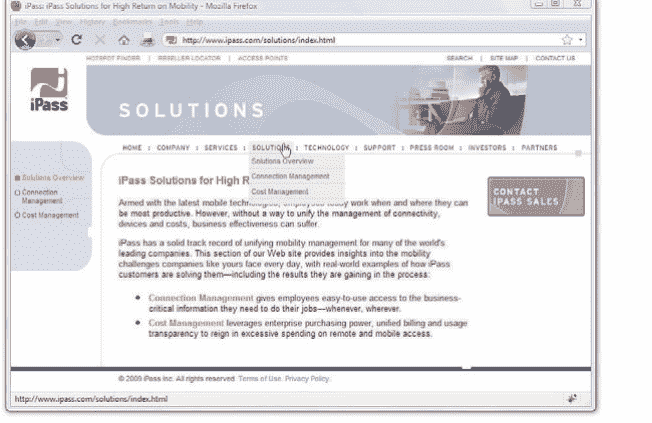 iPass: iPass Solutions for High Return on Mobility - Mozilla Firefox
File Edit View History Bookmarks Tools Help
http://www.ipass.com/solutions/index.html
HOTSPOT FINDER | RESELLER LOCATOR | ACCESS POINTS SEARCH | SITE MAP | CONTACT US
iPass
SOLUTIONS
HOME : COMPANY : SERVICES : SOLUTIONS : TECHNOLOGY : SUPPORT : PRESS ROOM : INVESTORS : PARTNERS
Solutions Overview
Connection Management
Cost Management
Solutions Overview
Connection
Management
Cost Management
iPass Solutions for High R
CONTACT
IPASS SALES
Armed with the latest mobile technologies, employees today work when and where they can
be most productive. However, without a way to unify the management of connectivity,
devices and costs, business effectiveness can suffer.
iPass has a solid track record of unifying mobility management for many of the world's
leading companies. This section of our Web site provides insights into the mobility
challenges companies like yours face every day, with real-world examples of how iPass
customers are solving them—including the results they are gaining in the process:
• Connection Management gives employees easy-to-use access to the business-
critical information they need to do their jobs—whenever, wherever.
• Cost Management leverages enterprise purchasing power, unified billing and usage
transparency to reign in excessive spending on remote and mobile access.
© 2009 iPass Inc. All rights reserved. Terms of Use. Privacy Policy.
http://www.ipass.com/solutions/index.html